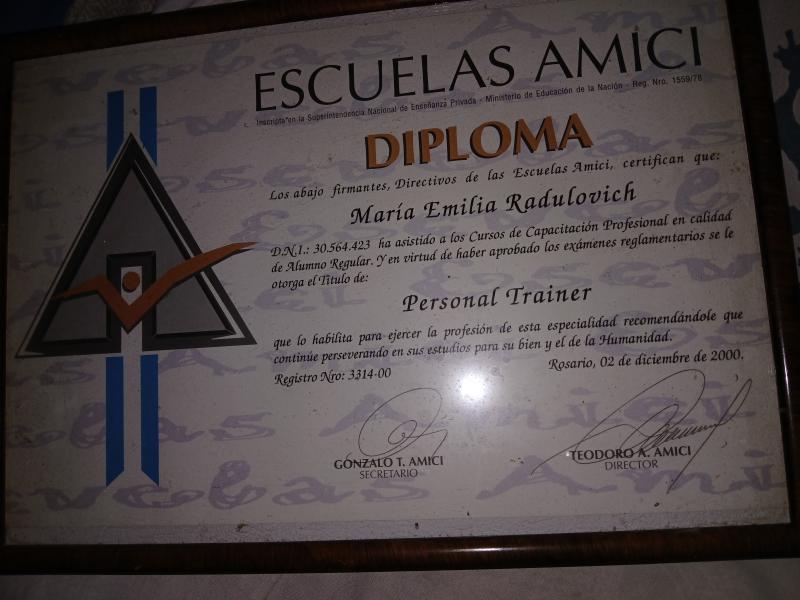 ESCUELAS AMICI
Inscripta en la Superintendencia Nacional de Enseñanza Privada - Ministerio de Educación de la Nación - Reg. Nro. 1559/78
DIPLOMA
Los abajo firmantes, Directivos de las Escuelas Amici, certifican que:
María Emilia Radulovich
D.N.I.: 30.564.423 ha asistido a los Cursos de Capacitación Profesional en calidad
de Alumno Regular. Y en virtud de haber aprobado los exámenes reglamentarios se le
otorga el Titulo de:
Personal Trainer
que lo habilita para ejercer la profesión de esta especialidad recomendándole que
continúe perseverando en sus estudios para su bien y el de la Humanidad.
Rosario, 02 de diciembre de 2000.
Registro Nro: 3314-00
GONZALO T. AMICI
SECRETARIO
TEODORO A. AMICI
DIRECTOR